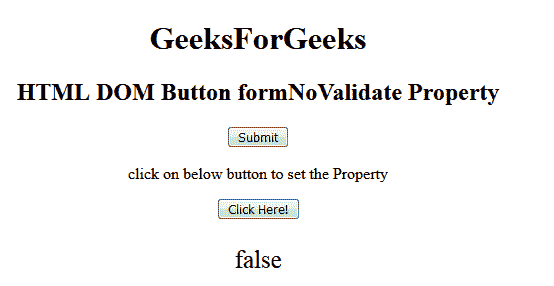 GeeksForGeeks
HTML DOM Button formNoValidate Property
Submit
click on below button to set the Property
Click Here!
false